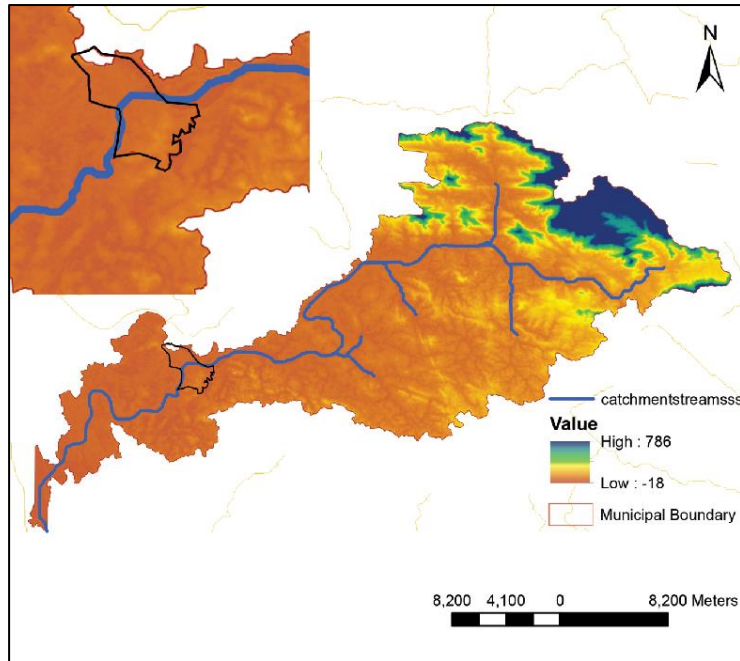 N
catchmentstreamsss
Value
High : 786
Low : -18
Municipal Boundary
8,200 4,100 0 8,200 Meters